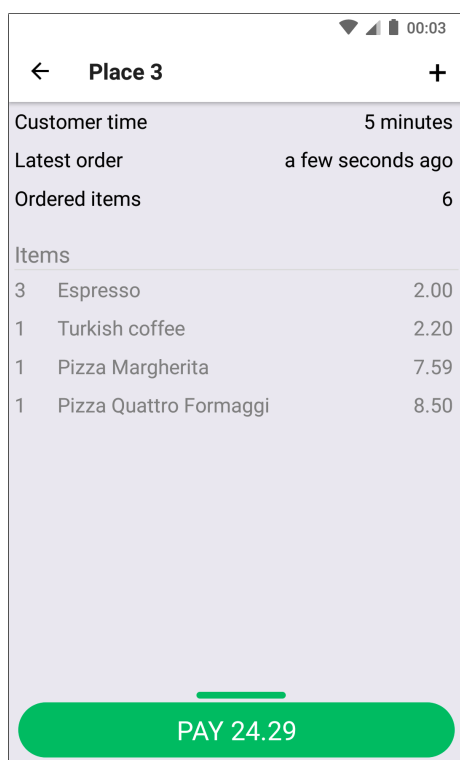 00:03
Place 3 +
Customer time 5 minutes
Latest order a few seconds ago
Ordered items 6
Items
3 Espresso 2.00
1 Turkish coffee 2.20
1 Pizza Margherita 7.59
1 Pizza Quattro Formaggi 8.50
PAY 24.29